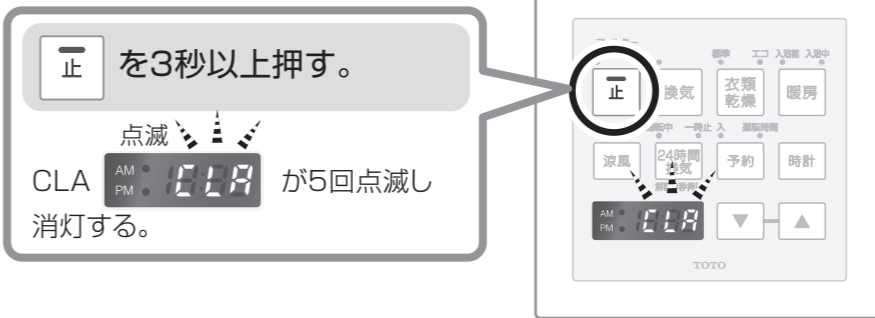 止 を3秒以上押す。
点滅
CLA AM PM CLA が5回点滅し
消灯する。
標準 エコ 入浴前 入浴中
止 換気 衣類乾燥 暖房
一時止 入 運転時間
涼風 24時間換気 予約 時計
AM PM CLA ▼ ▲
TOTO